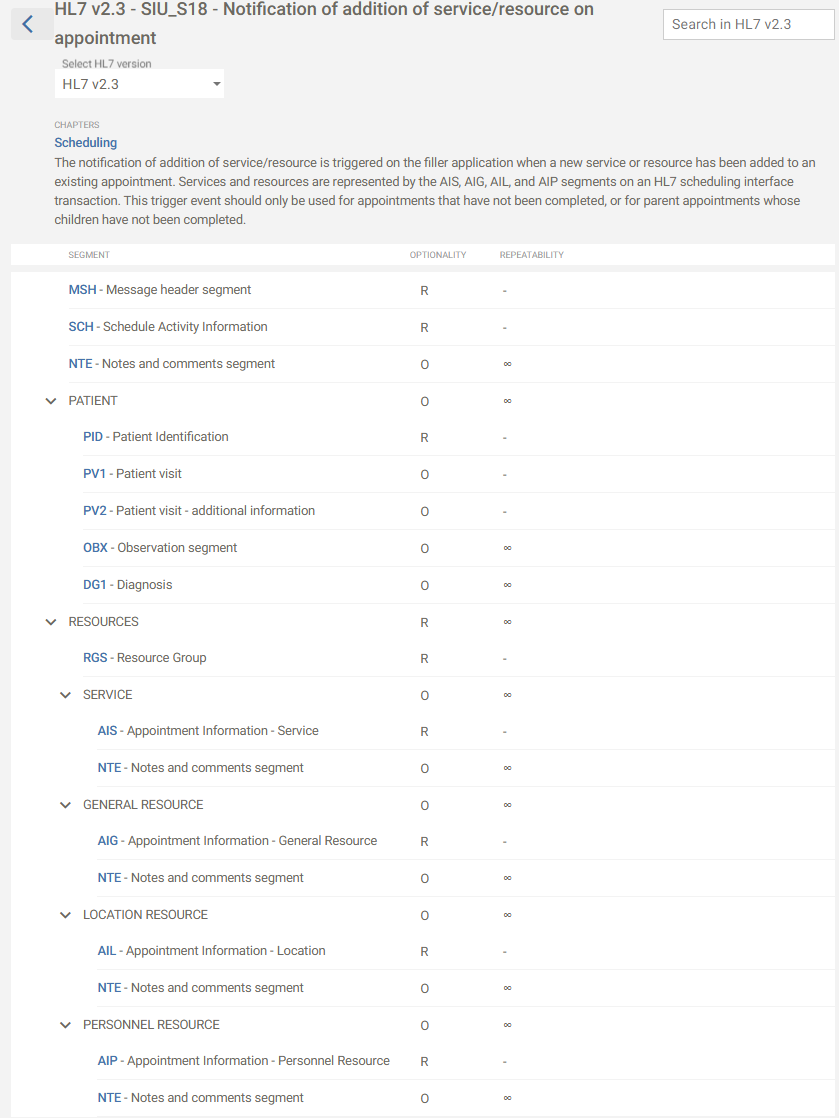 HL7 v2.3 - SIU_S18 - Notification of addition of service/resource on
appointment
Search in HL7 v2.3
Select HL7 version
HL7 v2.3
CHAPTERS
Scheduling
The notification of addition of service/resource is triggered on the filler application when a new service or resource has been added to an
existing appointment. Services and resources are represented by the AIS, AIG, AIL, and AIP segments on an HL7 scheduling interface
transaction. This trigger event should only be used for appointments that have not been completed, or for parent appointments whose
children have not been completed.
SEGMENT OPTIONALITY REPEATABILITY
MSH - Message header segment R -
SCH - Schedule Activity Information R -
NTE - Notes and comments segment O ∞
PATIENT O ∞
PID - Patient Identification R -
PV1 - Patient visit O -
PV2 - Patient visit - additional information O -
OBX - Observation segment O ∞
DG1 - Diagnosis O ∞
RESOURCES R ∞
RGS - Resource Group R -
SERVICE O ∞
AIS - Appointment Information - Service R -
NTE - Notes and comments segment O ∞
GENERAL RESOURCE O ∞
AIG - Appointment Information - General Resource R -
NTE - Notes and comments segment O ∞
LOCATION RESOURCE O ∞
AIL - Appointment Information - Location R -
NTE - Notes and comments segment O ∞
PERSONNEL RESOURCE O ∞
AIP - Appointment Information - Personnel Resource R -
NTE - Notes and comments segment O ∞